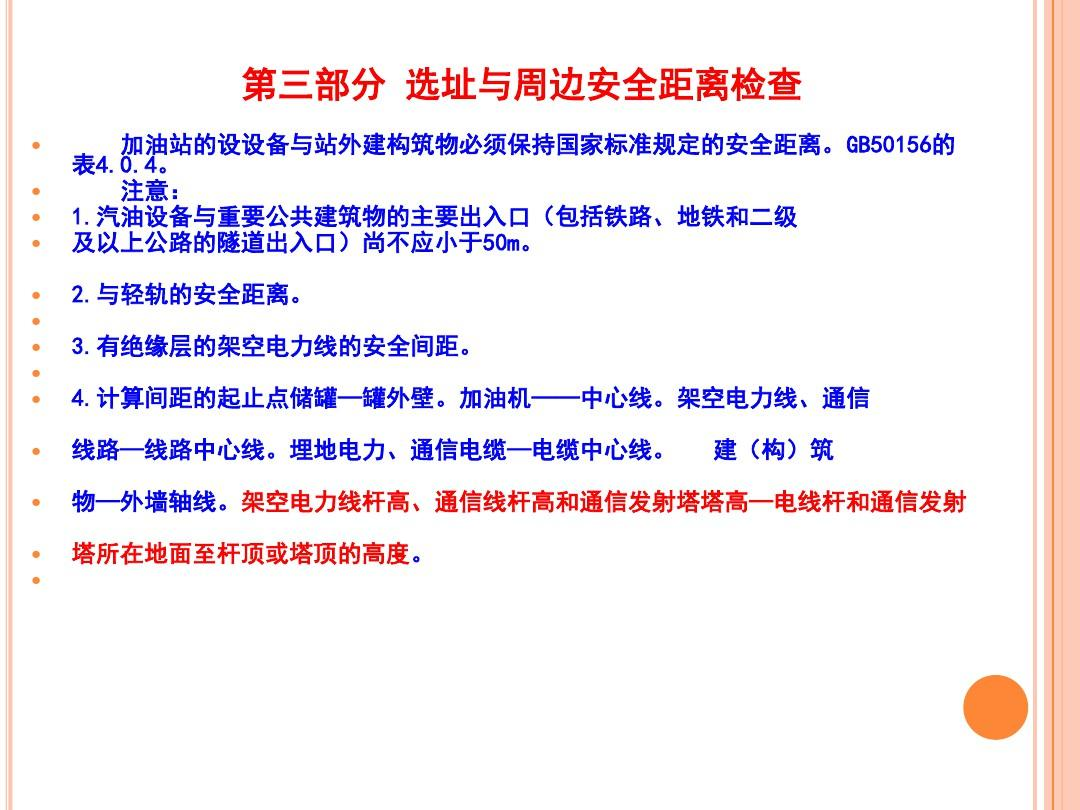 第三部分 选址与周边安全距离检查
加油站的设设备与站外建构筑物必须保持国家标准规定的安全距离。GB50156的
表4.0.4。
注意：
1.汽油设备与重要公共建筑物的主要出入口（包括铁路、地铁和二级
及以上公路的隧道出入口）尚不应小于50m。
2.与轻轨的安全距离。
3.有绝缘层的架空电力线的安全间距。
4.计算间距的起止点储罐—罐外壁。加油机——中心线。架空电力线、通信
线路—线路中心线。埋地电力、通信电缆—电缆中心线。 建（构）筑
物—外墙轴线。架空电力线杆高、通信线杆高和通信发射塔塔高—电线杆和通信发射
塔所在地面至杆顶或塔顶的高度。